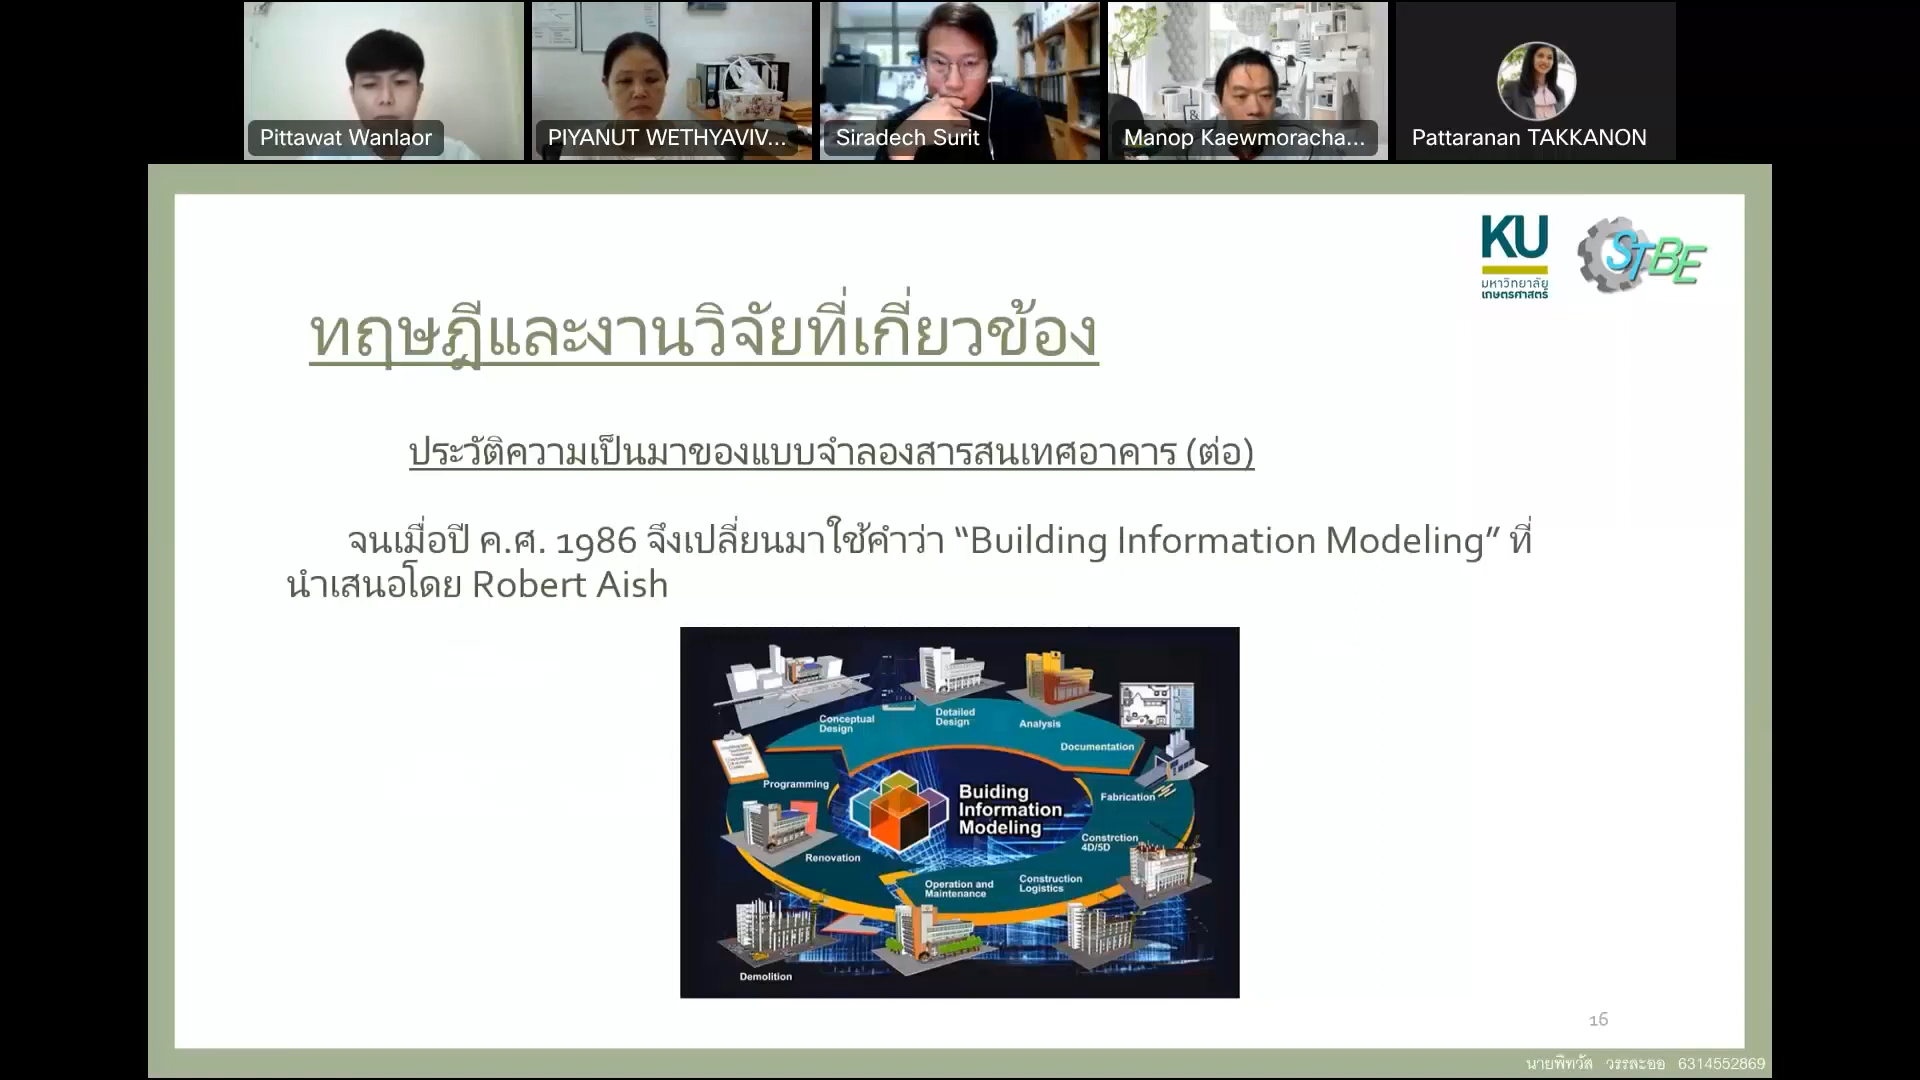 Pittawat Wanlaor
PIYANUT WETHYAVIV...
Siradech Surit
Manop Kaewmoracha...
Pattaranan TAKKANON
KU
มหาวิทยาลัย
เกษตรศาสตร์
STBE
ทฤษฎีและงานวิจัยที่เกี่ยวข้อง
ประวัติความเป็นมาของแบบจำลองสารสนเทศอาคาร (ต่อ)
จนเมื่อปี ค.ศ. 1986 จึงเปลี่ยนมาใช้คำว่า “Building Information Modeling” ที่
นำเสนอโดย Robert Aish
Conceptual
Design
Detailed
Design
Analysis
Documentation
Programming
Fabrication
Buiding
Information
Modeling
Constrction
4D/5D
Renovation
Operation and
Maintenance
Construction
Logistics
Demolition
16
นายพิทวัส วรรละออ 6314552869